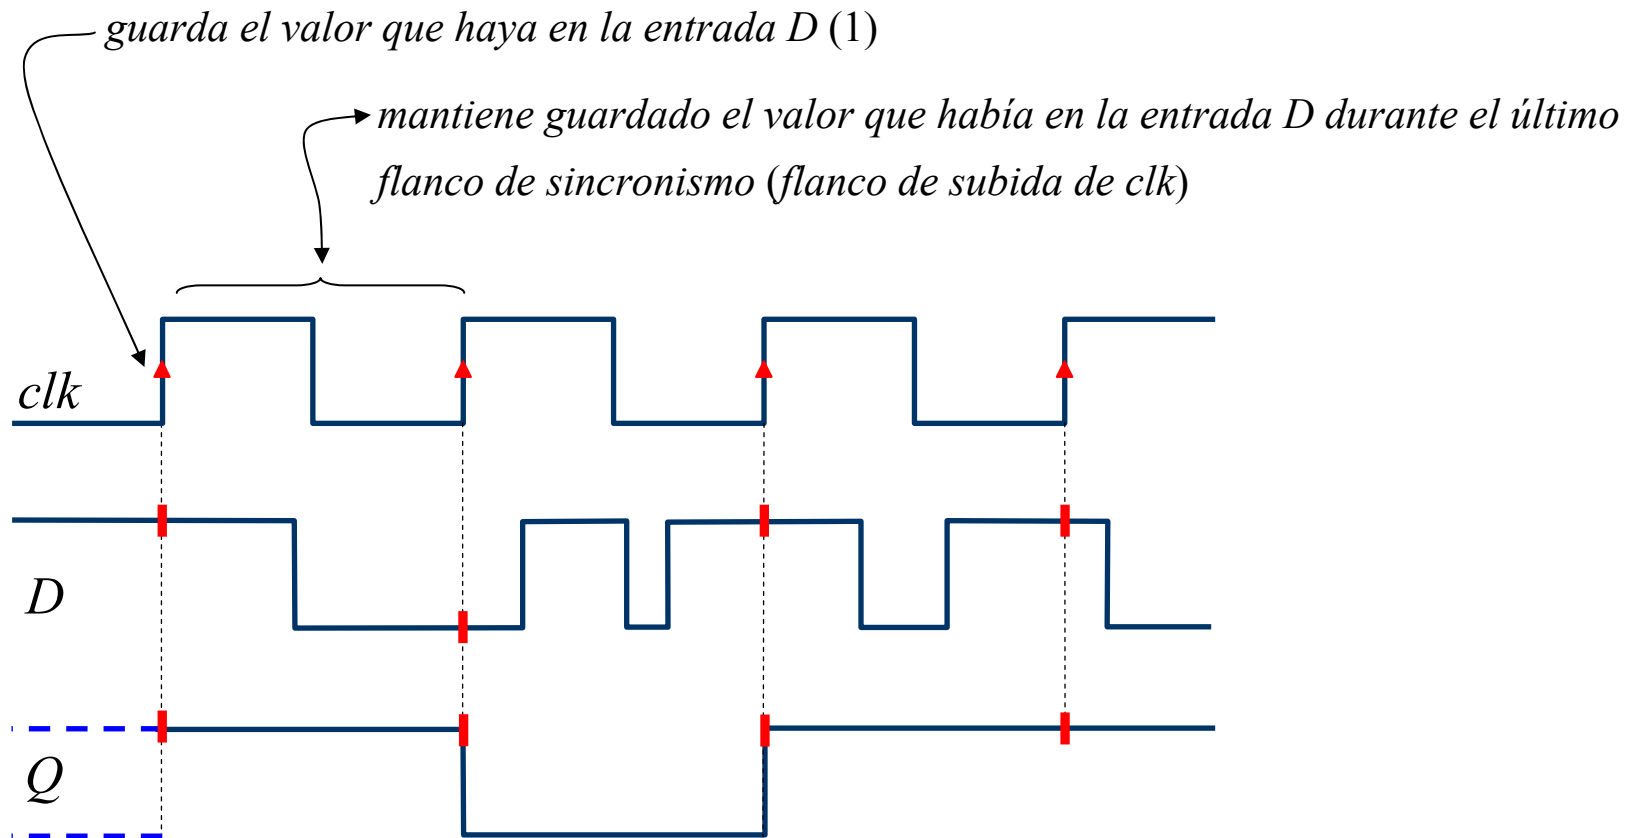 guarda el valor que haya en la entrada D (1)
mantiene guardado el valor que había en la entrada D durante el último
flanco de sincronismo (flanco de subida de clk)
clk
D
Q